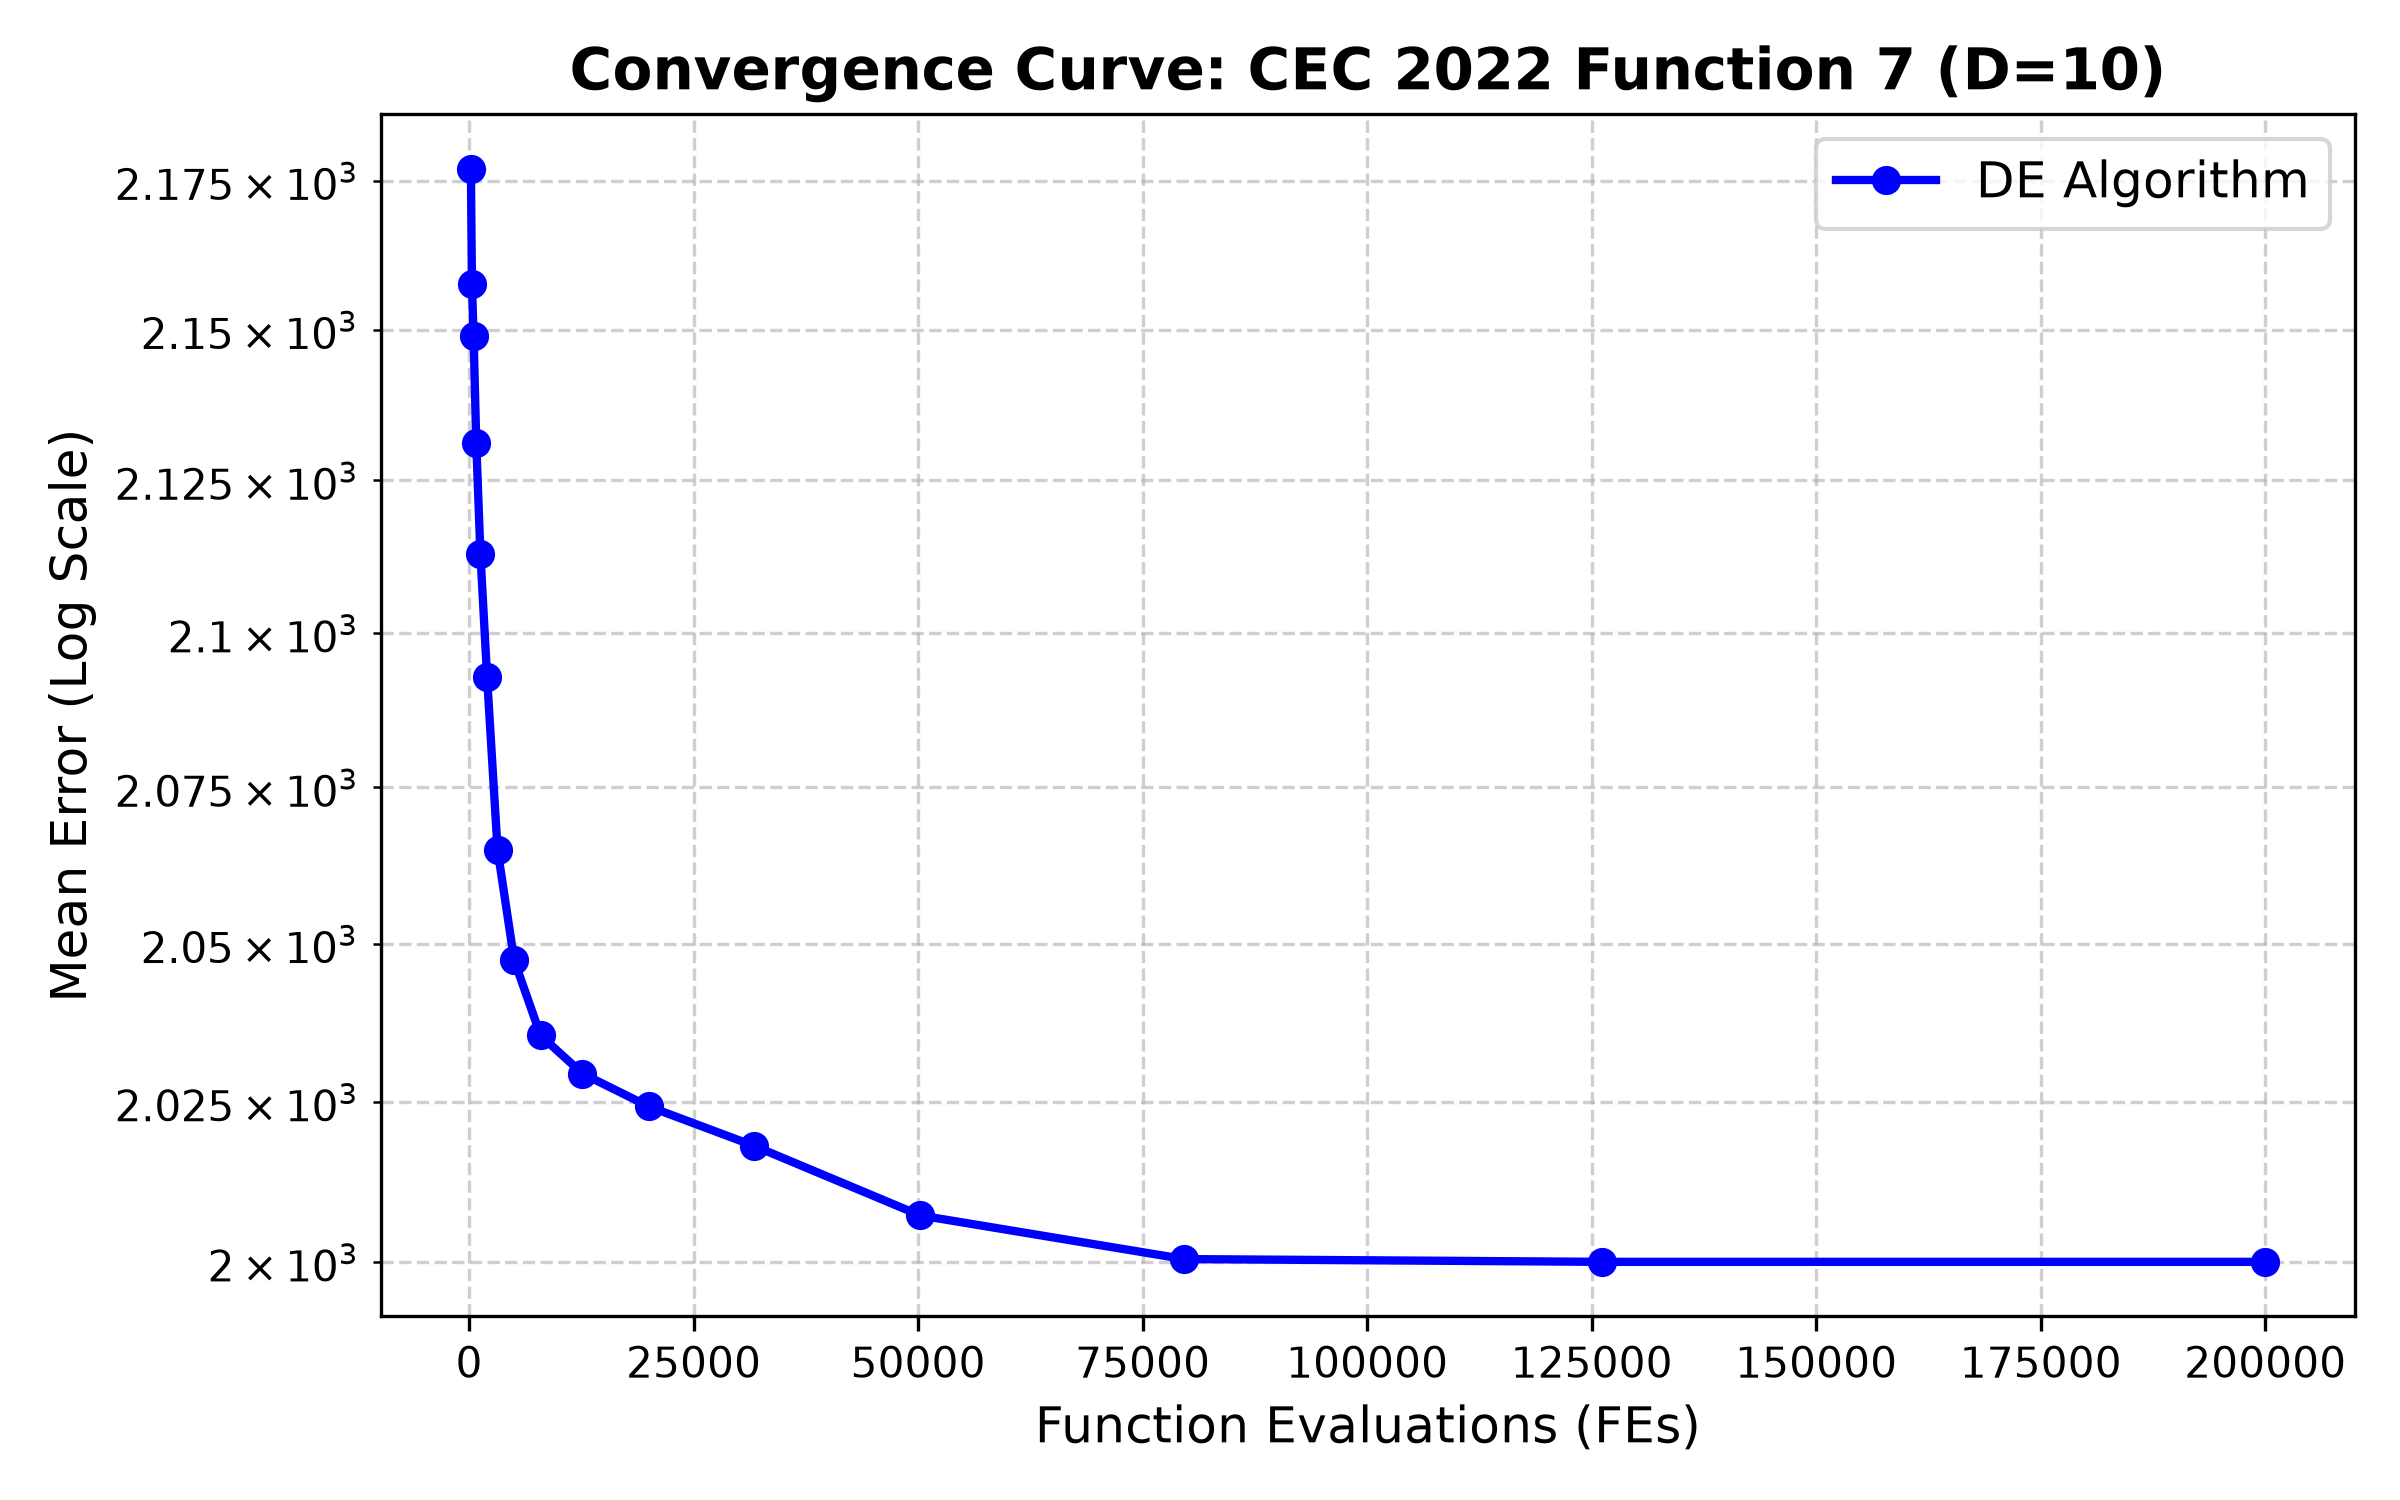 Convergence Curve: CEC 2022 Function 7 (D=10)
DE Algorithm
Mean Error (Log Scale)
2.175 × 10³
2.15 × 10³
2.125 × 10³
2.1 × 10³
2.075 × 10³
2.05 × 10³
2.025 × 10³
2 × 10³
0 25000 50000 75000 100000 125000 150000 175000 200000
Function Evaluations (FEs)